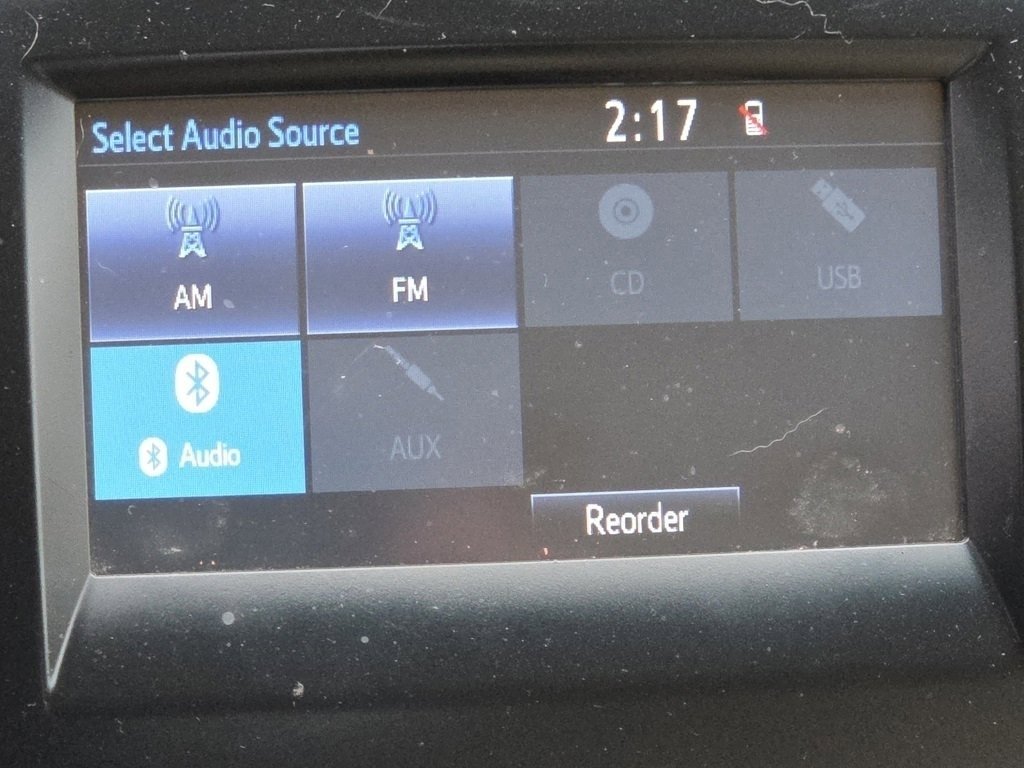 Select Audio Source
2:17
AM
FM
CD
USB
Audio
AUX
Reorder